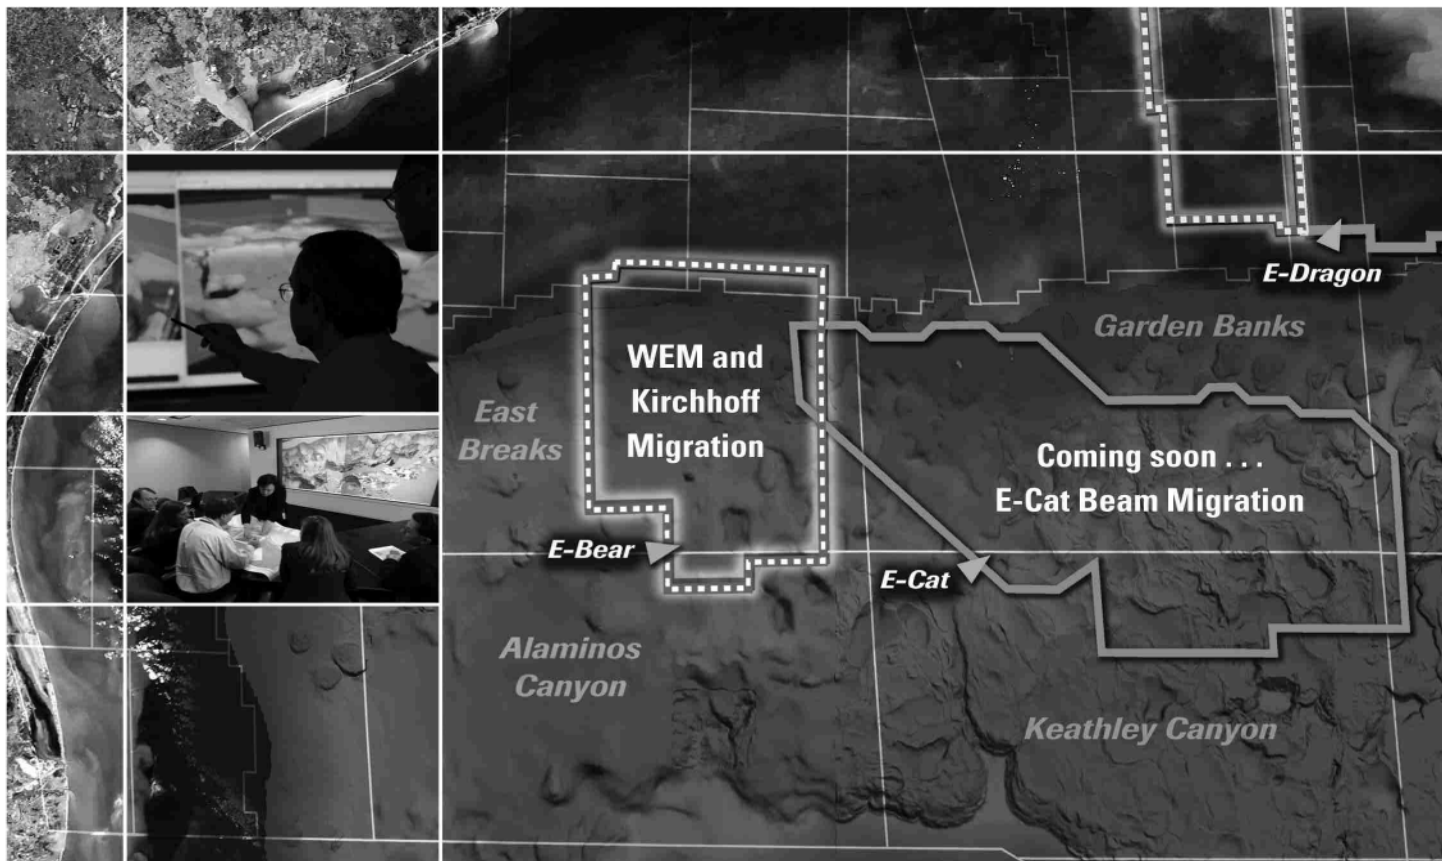 E-Dragon
Garden Banks
WEM and
Kirchhoff
Migration
East
Breaks
Coming soon . . .
E-Cat Beam Migration
E-Bear
E-Cat
Alaminos
Canyon
Keathley Canyon